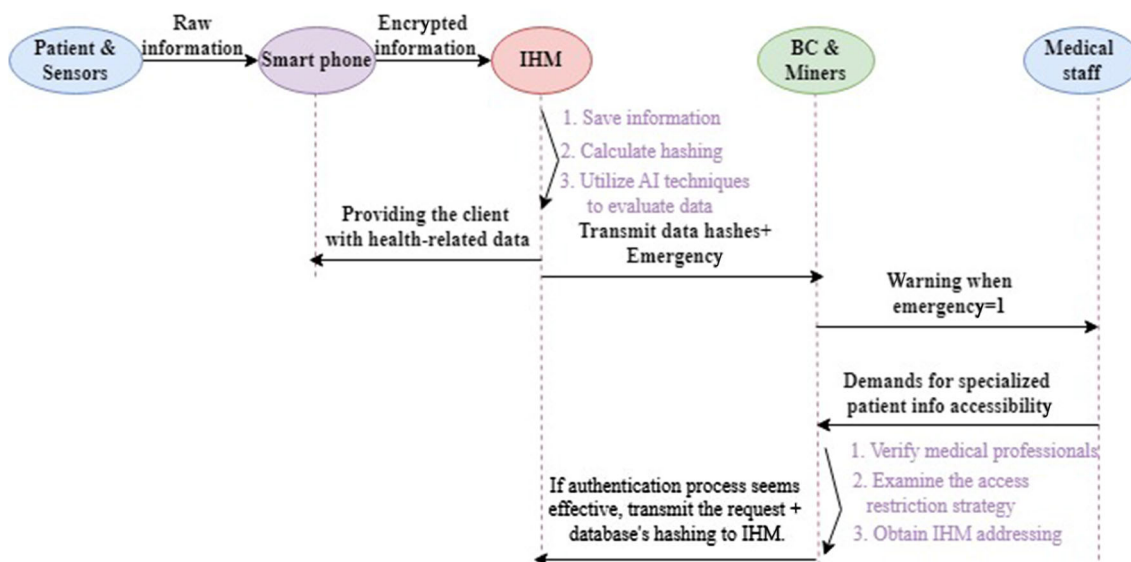 Patient &
Sensors
Raw
information
Smart phone
Encrypted
information
IHM
BC &
Miners
Medical
staff
1. Save information
2. Calculate hashing
3. Utilize AI techniques
to evaluate data
Providing the client
with health-related data
Transmit data hashes+
Emergency
Warning when
emergency=1
Demands for specialized
patient info accessibility
1. Verify medical professionals
2. Examine the access
restriction strategy
3. Obtain IHM addressing
If authentication process seems
effective, transmit the request +
database's hashing to IHM.